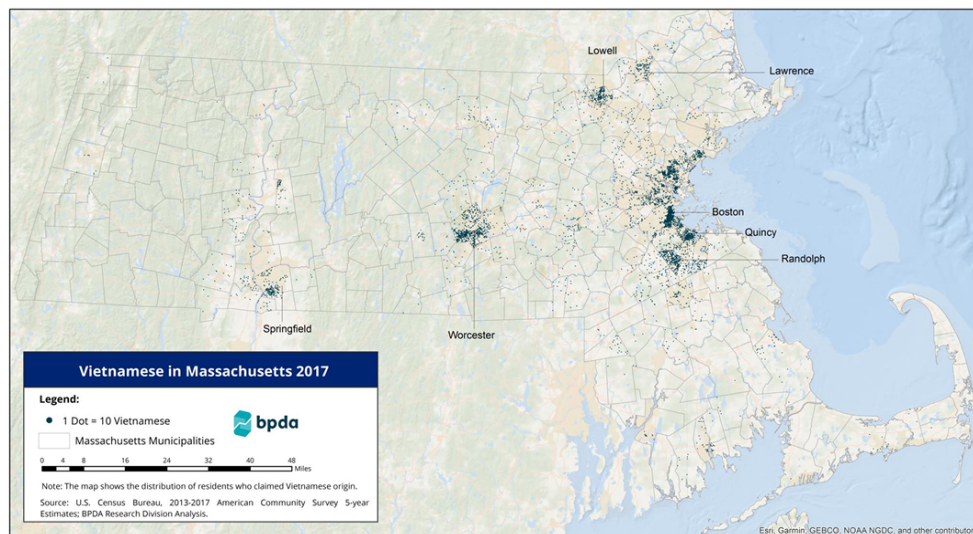 Lowell
Lawrence
Boston
Quincy
Randolph
Springfield
Worcester
Vietnamese in Massachusetts 2017
Legend:
1 Dot = 10 Vietnamese
bpda
Massachusetts Municipalities
0 4 8 16 24 32 40 48
Miles
Note: The map shows the distribution of residents who claimed Vietnamese origin.
Source: U.S. Census Bureau, 2013-2017 American Community Survey 5-year
Estimates; BPDA Research Division Analysis.
Esri, Garmin, GEBCO, NOAA NGDC, and other contributor